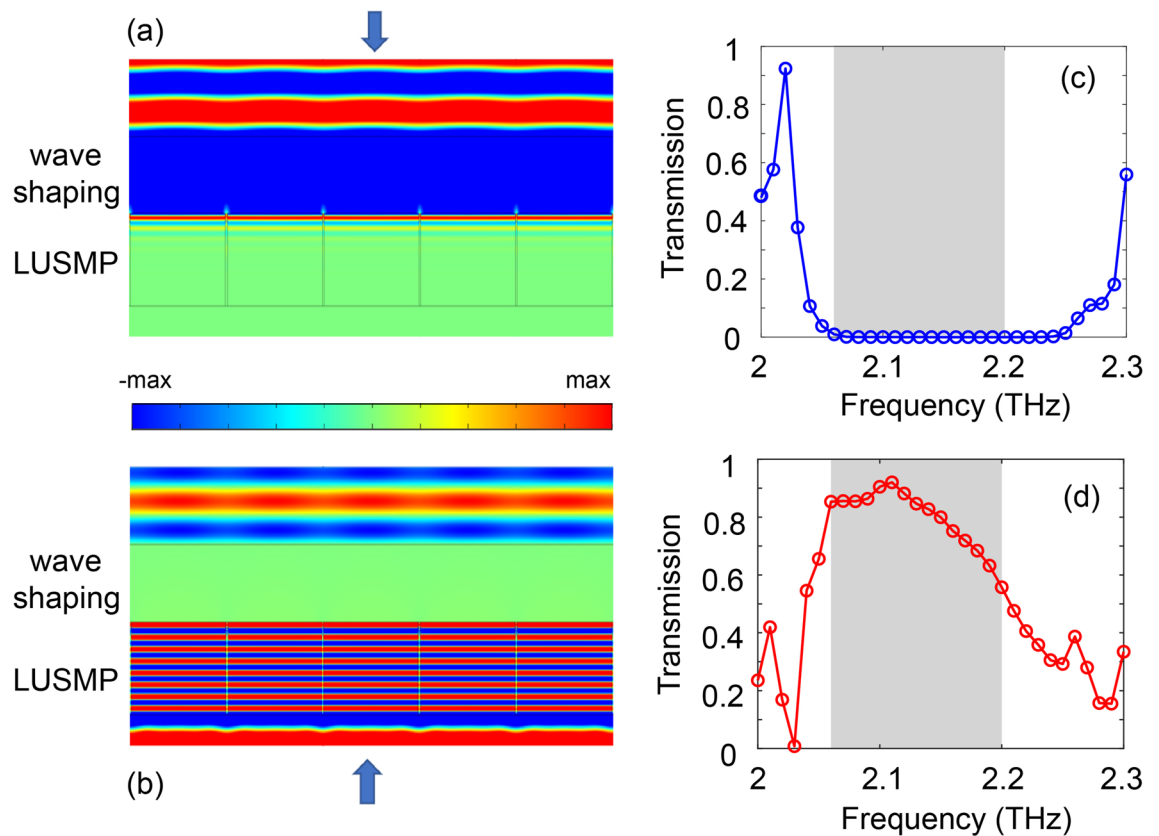 (a)
wave
shaping
LUSMP
-max
max
wave
shaping
LUSMP
(b)
1
0.8
0.6
0.4
0.2
0
Transmission
(c)
2
2.1
2.2
2.3
Frequency (THz)
1
0.8
0.6
0.4
0.2
0
Transmission
(d)
2
2.1
2.2
2.3
Frequency (THz)